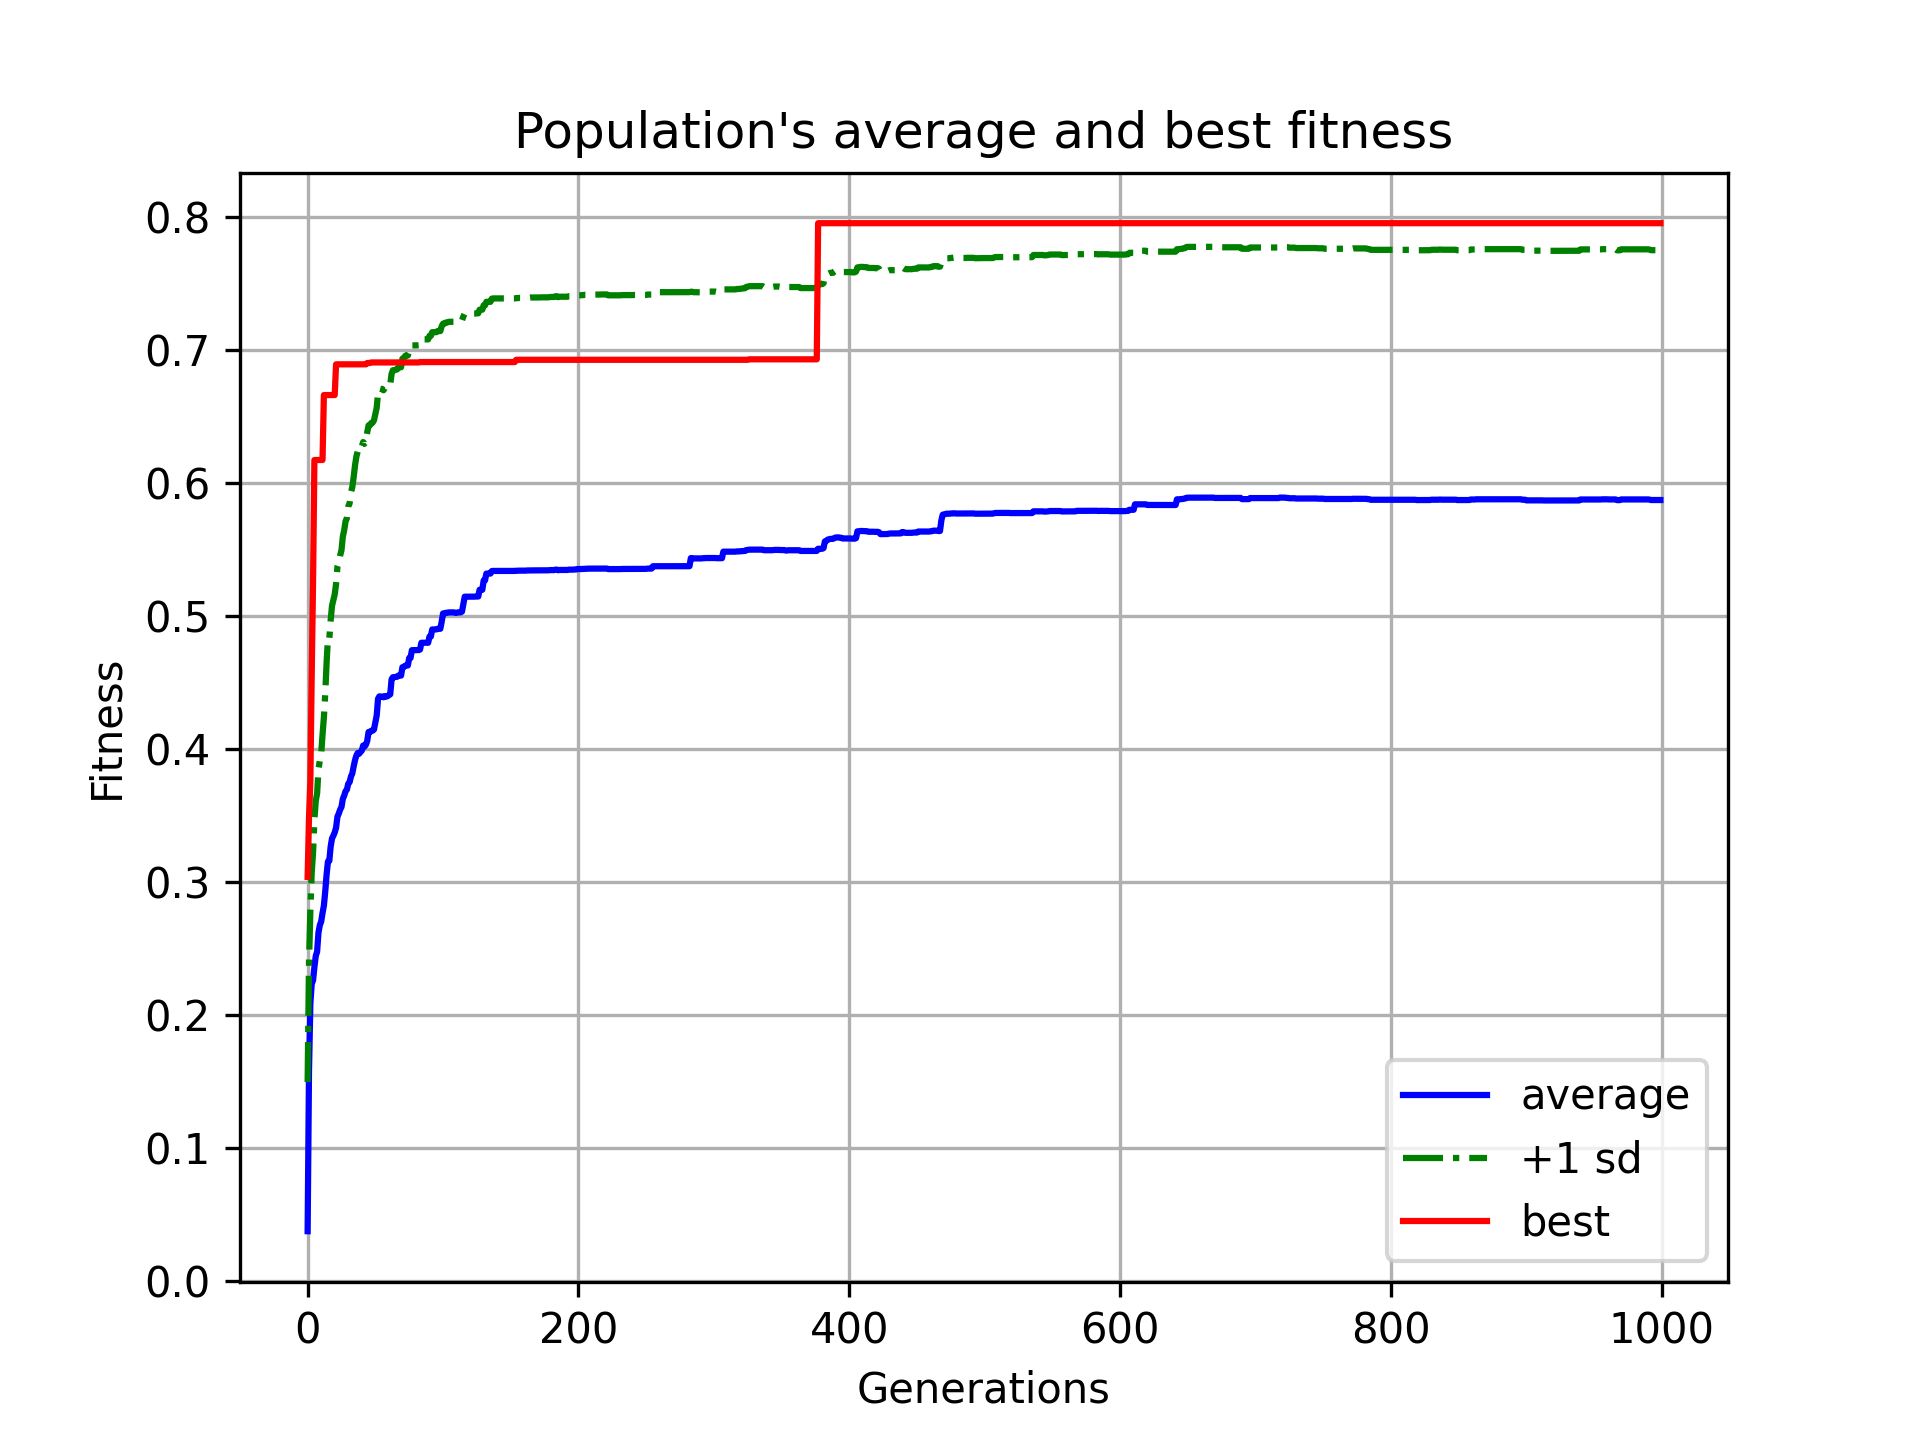 Population's average and best fitness
0.8
0.7
0.6
0.5
0.4
0.3
0.2
0.1
0.0
Fitness
average
+1 sd
best
0 200 400 600 800 1000
Generations